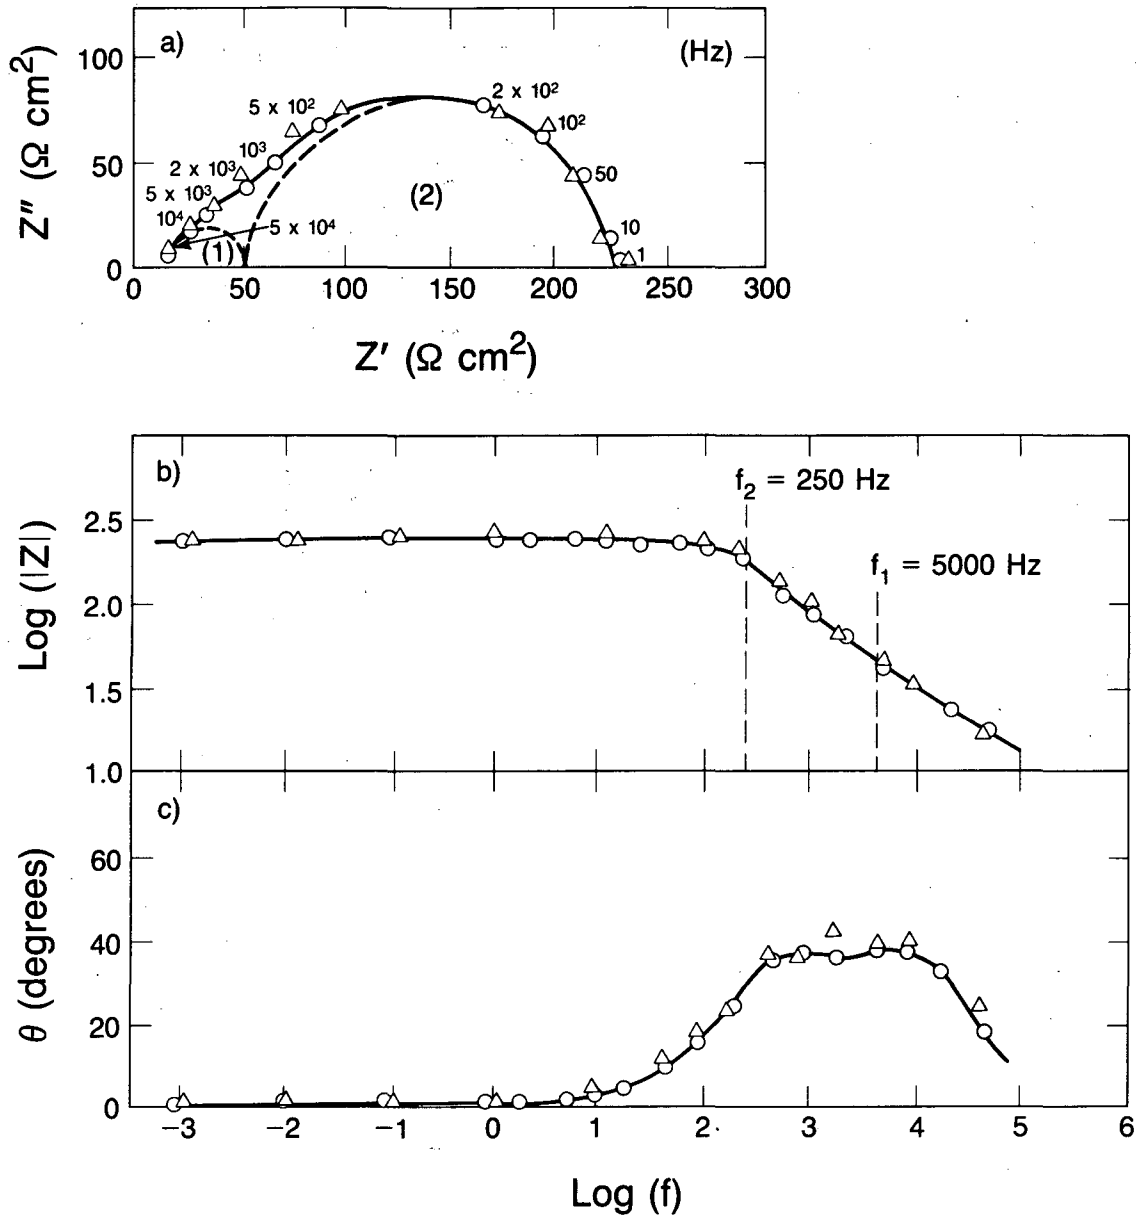 a)
(Hz)
Z″ (Ω cm²)
100
50
0
5 x 10²
2 x 10²
10³
10²
2 x 10³
50
5 x 10³
10⁴
5 x 10⁴
(1)
(2)
10
1
0 50 100 150 200 250 300
Z′ (Ω cm²)
b)
f₂ = 250 Hz
f₁ = 5000 Hz
Log (|Z|)
2.5
2.0
1.5
1.0
c)
θ (degrees)
60
40
20
0
−3 −2 −1 0 1 2 3 4 5 6
Log (f)